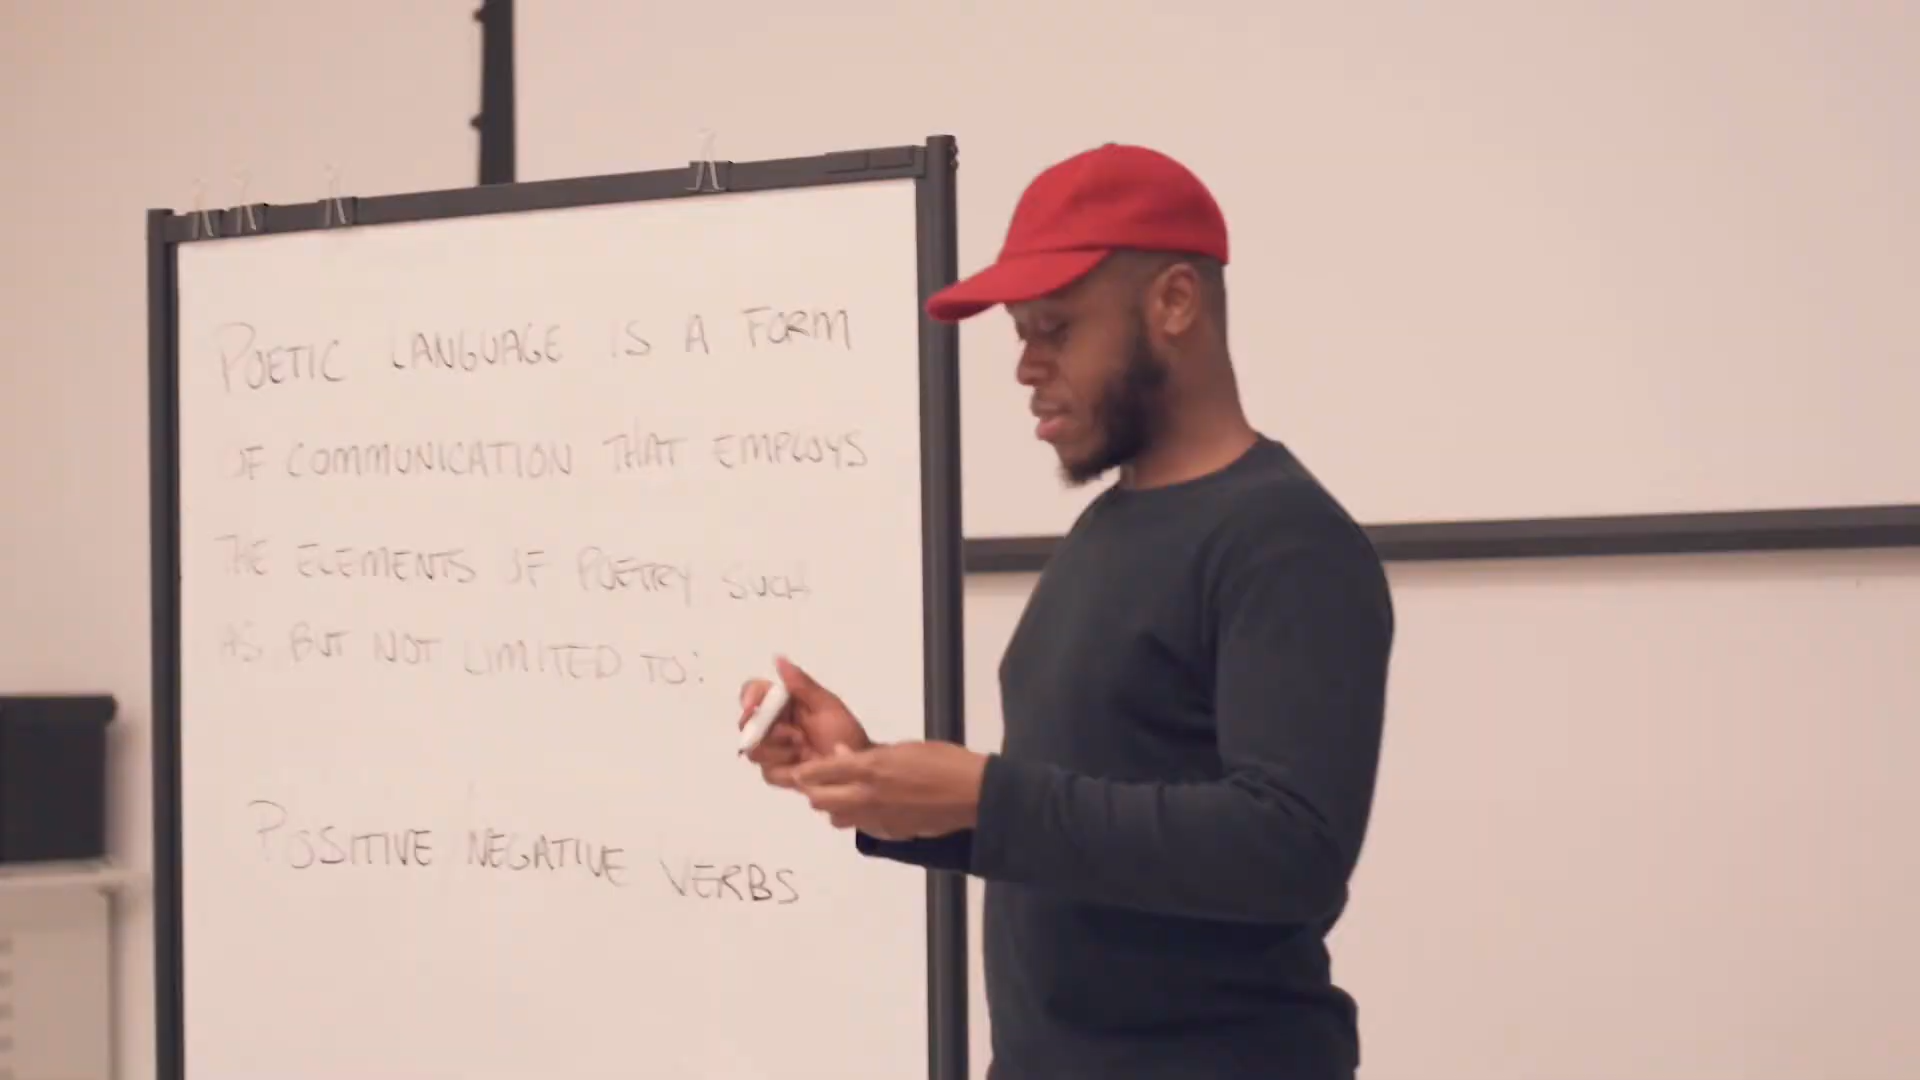 POETIC LANGUAGE IS A FORM
OF COMMUNICATION THAT EMPLOYS
THE ELEMENTS OF POETRY SUCH
AS BUT NOT LIMITED TO:
POSITIVE NEGATIVE VERBS